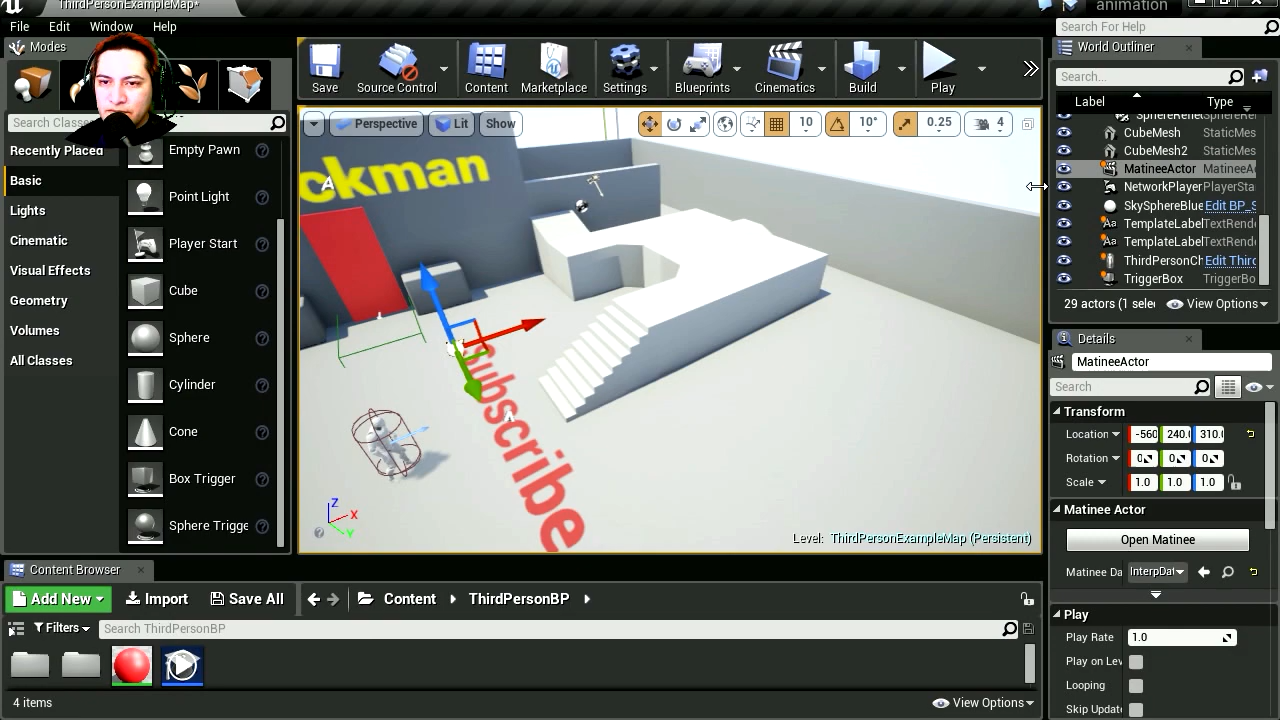 ThirdPersonExampleMap*
animation
File Edit Window Help
Search For Help
Modes
Save
Source Control
Content
Marketplace
Settings
Blueprints
Cinematics
Build
Play
World Outliner
Search...
Label Type
Search Classes
Recently Placed
Basic
Lights
Cinematic
Visual Effects
Geometry
Volumes
All Classes
Empty Pawn
Point Light
Player Start
Cube
Sphere
Cylinder
Cone
Box Trigger
Sphere Trigge
Perspective
Lit
Show
10
10°
0.25
4
ckman
Subscribe
Z
X
Y
Level: ThirdPersonExampleMap (Persistent)
SphereRefle SphereRe
CubeMesh StaticMes
CubeMesh2 StaticMes
MatineeActor MatineeA
NetworkPlayer PlayerSta
SkySphereBlue Edit BP_S
TemplateLabel TextRende
TemplateLabel TextRende
ThirdPersonCh Edit Third
TriggerBox TriggerBo
29 actors (1 selec
View Options
Details
MatineeActor
Search
Transform
Location -560 240.0 310.0
Rotation 0 0 0
Scale 1.0 1.0 1.0
Matinee Actor
Open Matinee
Matinee Da InterpDat
Play
Play Rate 1.0
Play on Lev
Looping
Skip Update
Content Browser
Add New Import Save All Content ThirdPersonBP
Filters Search ThirdPersonBP
4 items
View Options